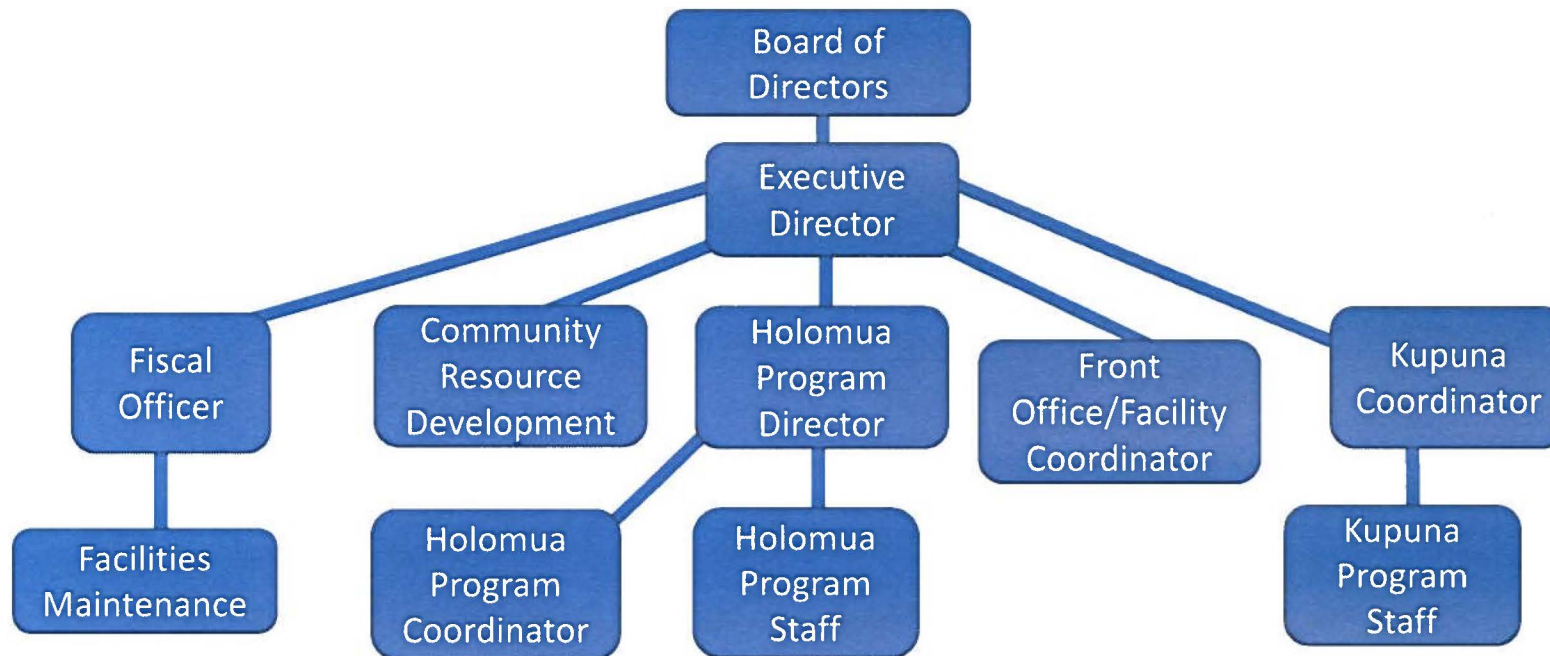 Board of
Directors
Executive
Director
Fiscal
Officer
Community
Resource
Development
Holomua
Program
Director
Front
Office/Facility
Coordinator
Kupuna
Coordinator
Facilities
Maintenance
Holomua
Program
Coordinator
Holomua
Program
Staff
Kupuna
Program
Staff